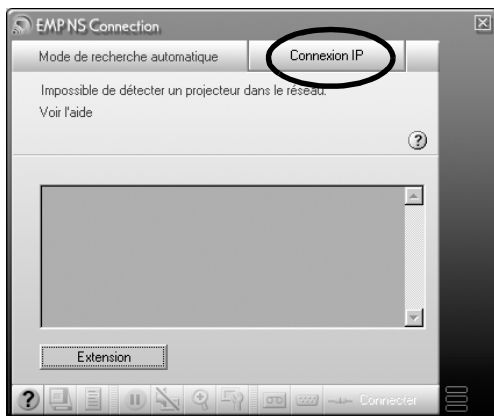 EMP NS Connection
Mode de recherche automatique
Connexion IP
Impossible de détecter un projecteur dans le réseau.
Voir l'aide
Extension
Connecter